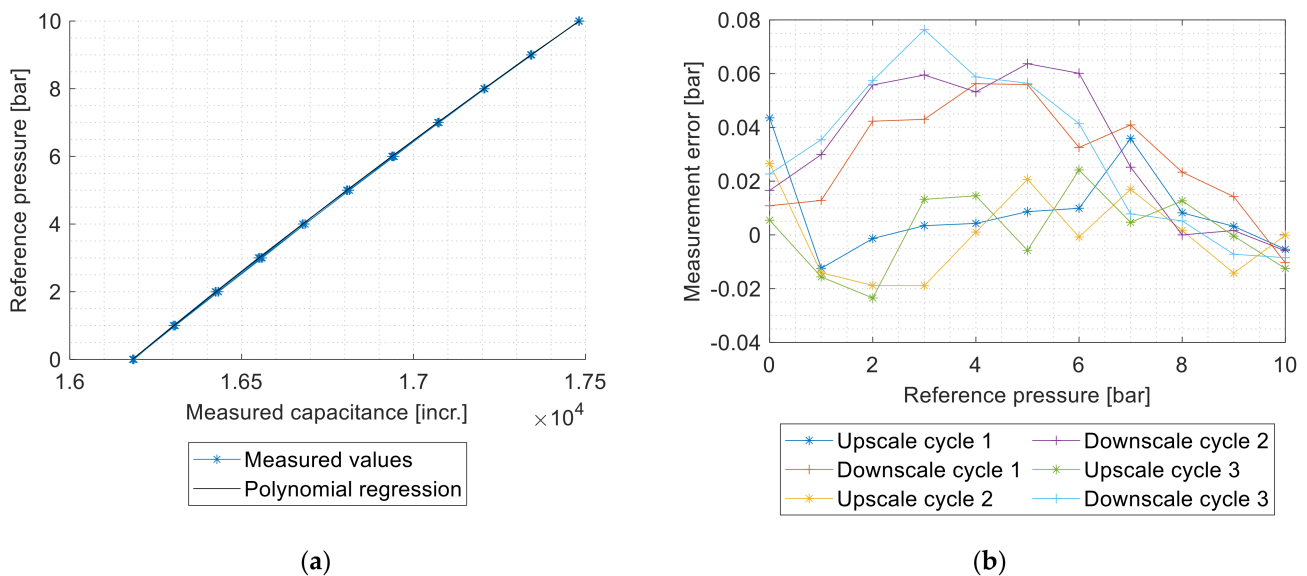 10
8
6
4
2
0
Reference pressure [bar]
1.6 1.65 1.7 1.75
Measured capacitance [incr.] ×10⁴
Measured values
Polynomial regression
(a)
0.08
0.06
0.04
0.02
0
-0.02
-0.04
Measurement error [bar]
0 2 4 6 8 10
Reference pressure [bar]
Upscale cycle 1 Downscale cycle 2
Downscale cycle 1 Upscale cycle 3
Upscale cycle 2 Downscale cycle 3
(b)